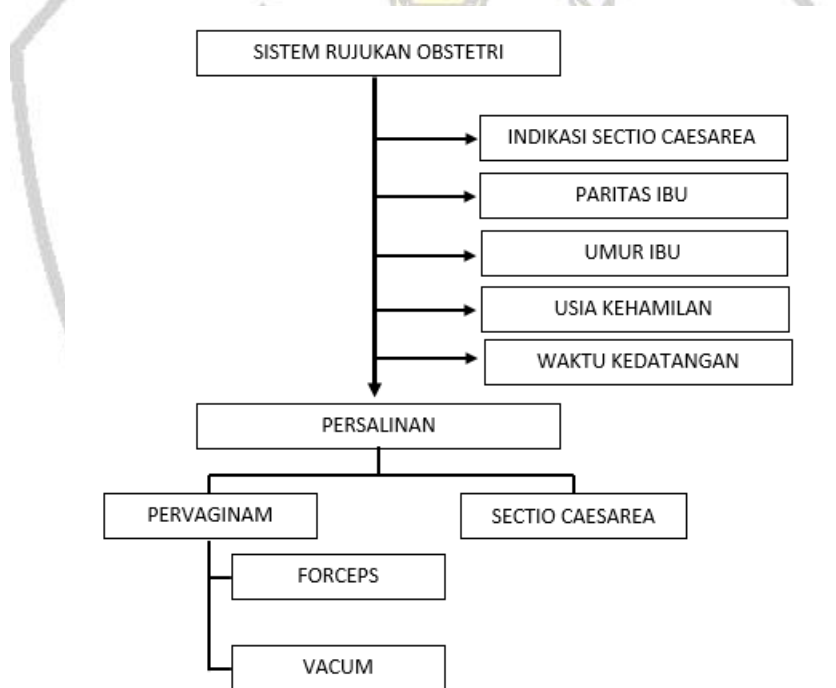 SISTEM RUJUKAN OBSTETRI
INDIKASI SECTIO CAESAREA
PARITAS IBU
UMUR IBU
USIA KEHAMILAN
WAKTU KEDATANGAN
PERSALINAN
PERVAGINAM
SECTIO CAESAREA
FORCEPS
VACUM